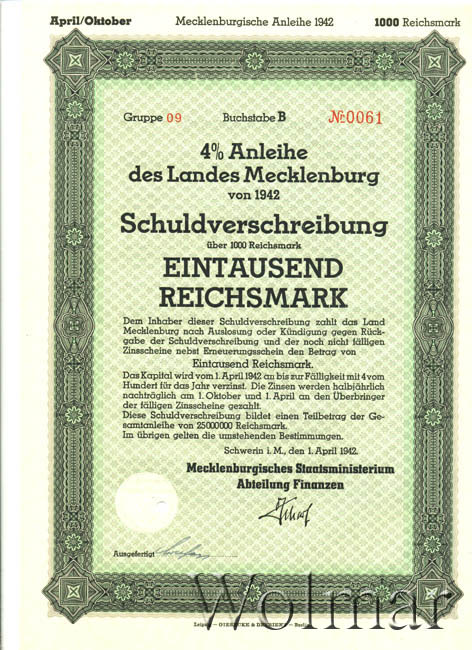 April/Oktober Mecklenburgische Anleihe 1942 1000 Reichsmark
Gruppe 09 Buchstabe B № 0061
4% Anleihe
des Landes Mecklenburg
von 1942
Schuldverschreibung
über 1000 Reichsmark
EINTAUSEND
REICHSMARK
Dem Inhaber dieser Schuldverschreibung zahlt das Land
Mecklenburg nach Auslosung oder Kündigung gegen Rück-
gabe der Schuldverschreibung und der noch nicht fälligen
Zinsscheine nebst Erneuerungsschein den Betrag von
Eintausend Reichsmark.
Das Kapital wird vom 1. April 1942 an bis zur Fälligkeit mit 4 vom
Hundert für das Jahr verzinst. Die Zinsen werden halbjährlich
nachträglich am 1. Oktober und 1. April an den Überbringer
der fälligen Zinsscheine gezahlt.
Diese Schuldverschreibung bildet einen Teilbetrag der Ge-
samtanleihe von 25000000 Reichsmark.
Im übrigen gelten die umstehenden Bestimmungen.
Schwerin i. M., den 1. April 1942.
Mecklenburgisches Staatsministerium
Abteilung Finanzen
Ausgefertigt
Wolmar
Leipzig — GIESECKE & DEVRIENT — Berlin